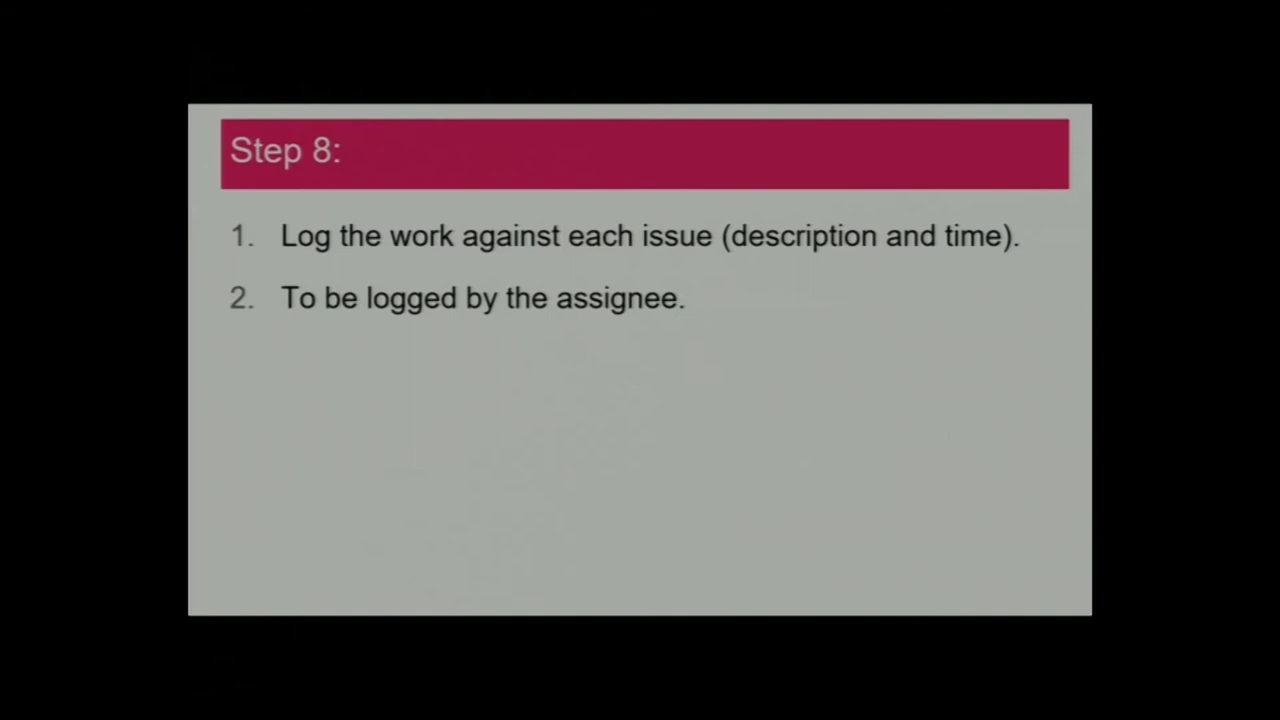 Step 8:
1. Log the work against each issue (description and time).
2. To be logged by the assignee.